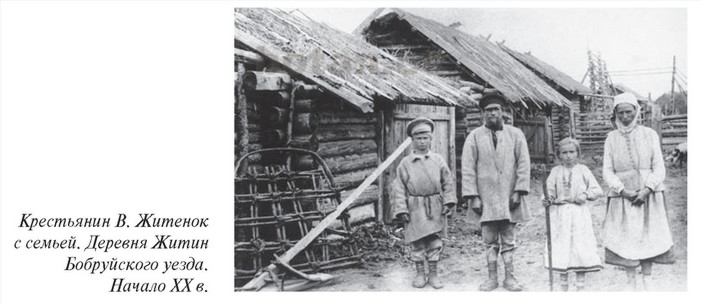 Крестьянин В. Житенок
с семьей. Деревня Житин
Бобруйского уезда.
Начало XX в.